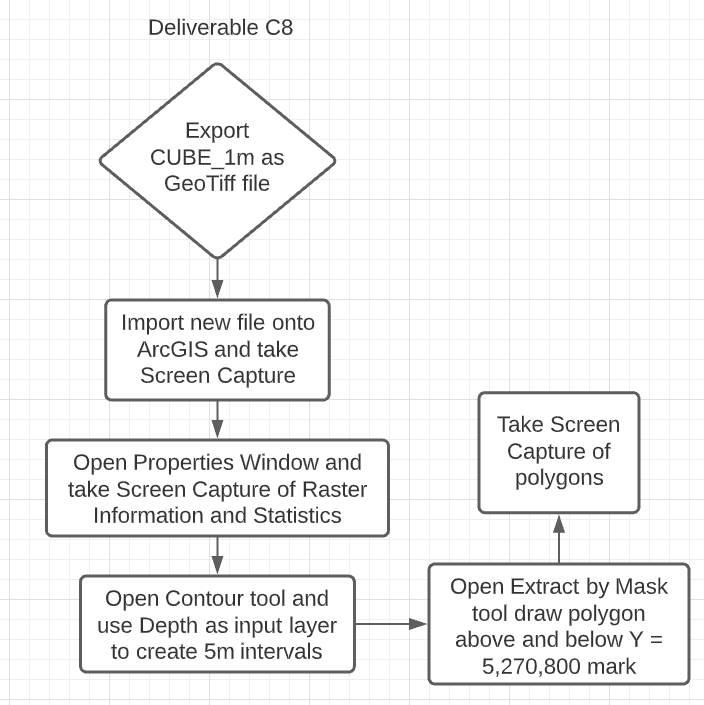 Deliverable C8
Export
CUBE_1m as
GeoTiff file
Import new file onto
ArcGIS and take
Screen Capture
Open Properties Window and
take Screen Capture of Raster
Information and Statistics
Open Contour tool and
use Depth as input layer
to create 5m intervals
Open Extract by Mask
tool draw polygon
above and below Y =
5,270,800 mark
Take Screen
Capture of
polygons